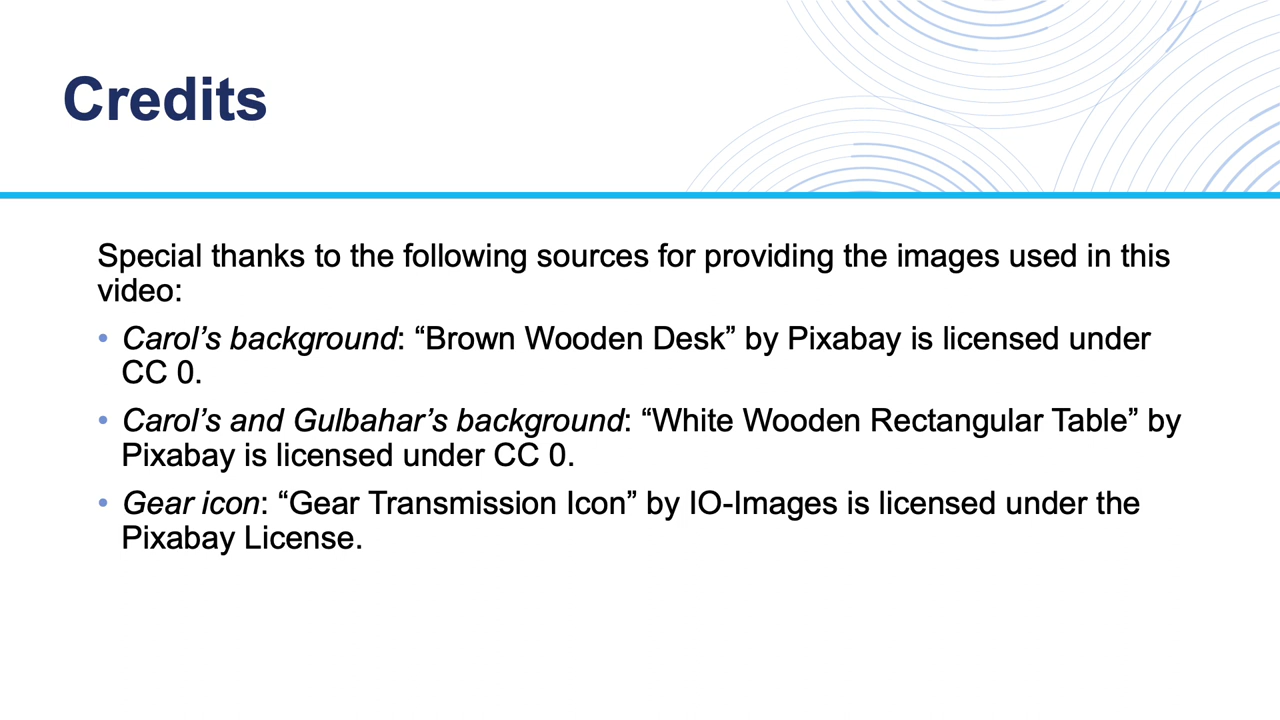 Credits
Special thanks to the following sources for providing the images used in this
video:
• Carol’s background: “Brown Wooden Desk” by Pixabay is licensed under
CC 0.
• Carol’s and Gulbahar’s background: “White Wooden Rectangular Table” by
Pixabay is licensed under CC 0.
• Gear icon: “Gear Transmission Icon” by IO-Images is licensed under the
Pixabay License.